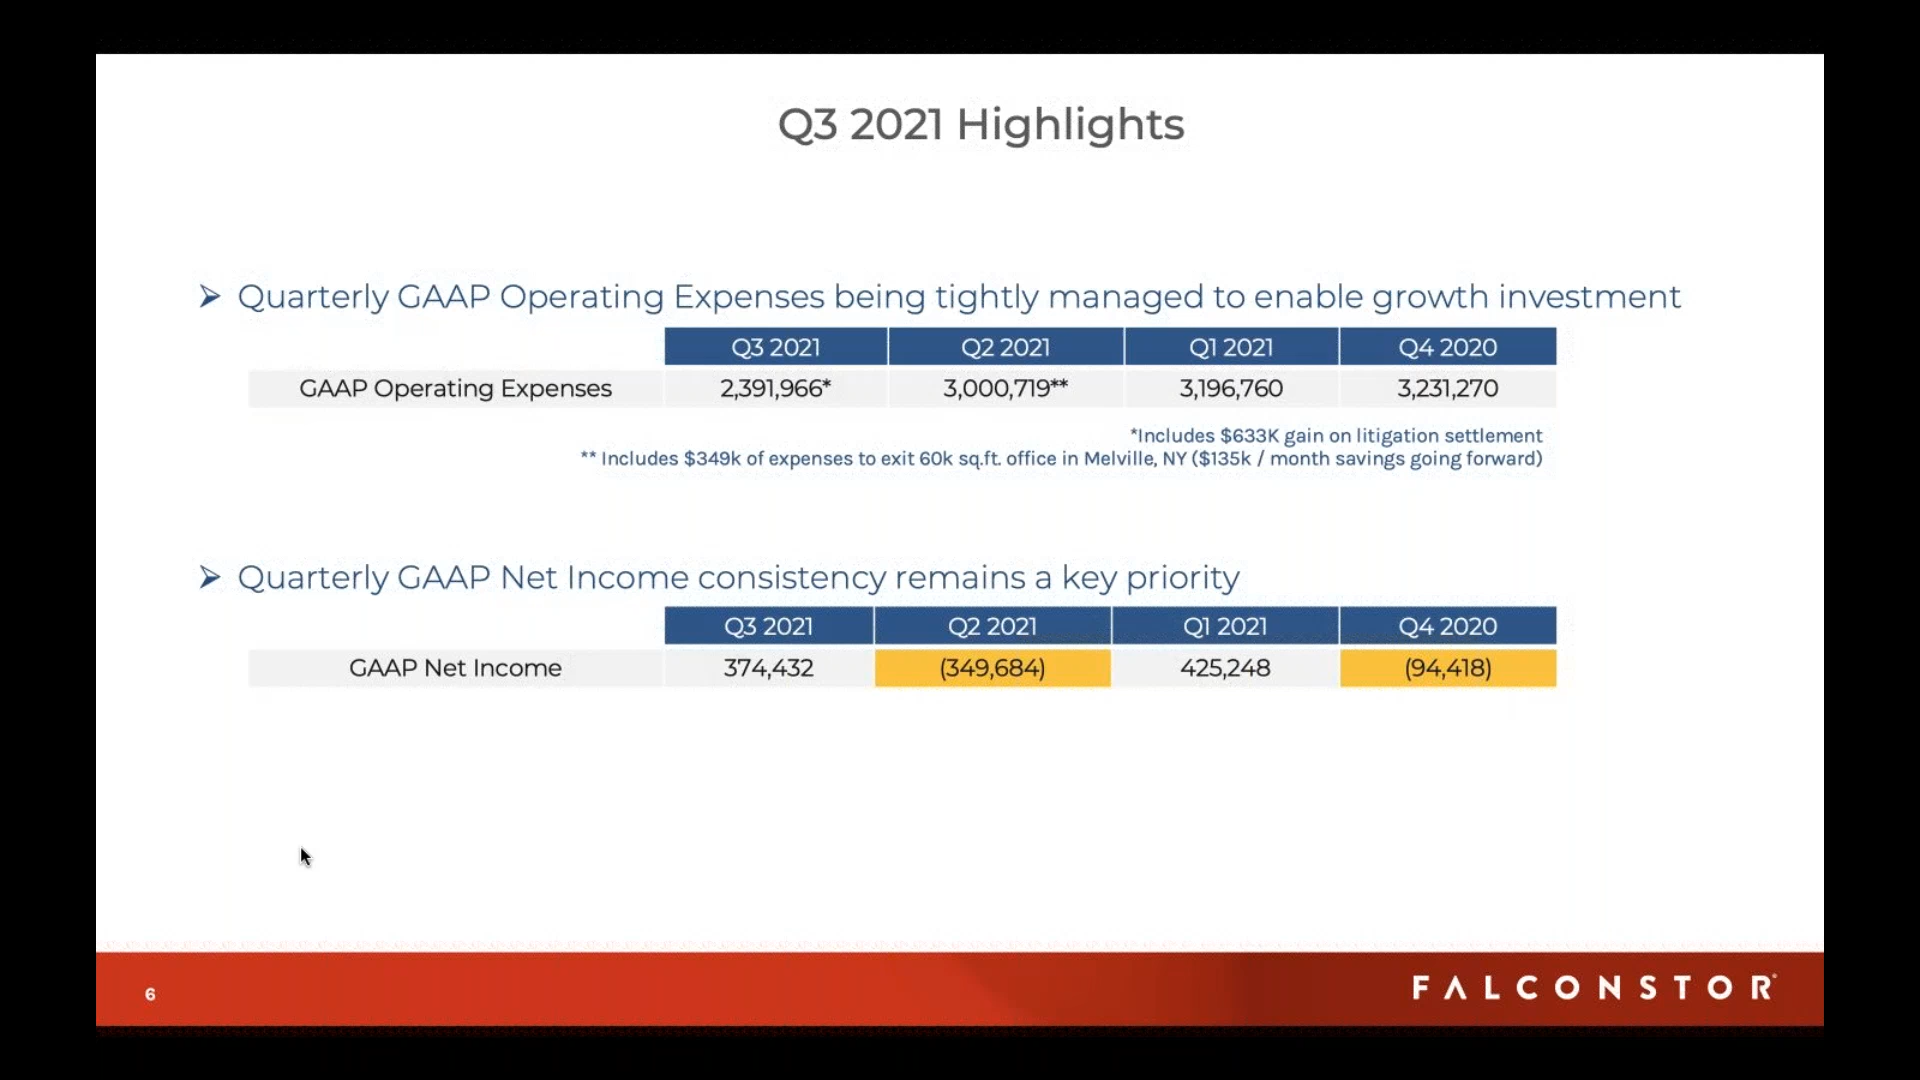 Q3 2021 Highlights
➢ Quarterly GAAP Operating Expenses being tightly managed to enable growth investment
Q3 2021 Q2 2021 Q1 2021 Q4 2020
GAAP Operating Expenses 2,391,966* 3,000,719** 3,196,760 3,231,270
*Includes $633K gain on litigation settlement
** Includes $349k of expenses to exit 60k sq.ft. office in Melville, NY ($135k / month savings going forward)
➢ Quarterly GAAP Net Income consistency remains a key priority
Q3 2021 Q2 2021 Q1 2021 Q4 2020
GAAP Net Income 374,432 (349,684) 425,248 (94,418)
6
FALCONSTOR®